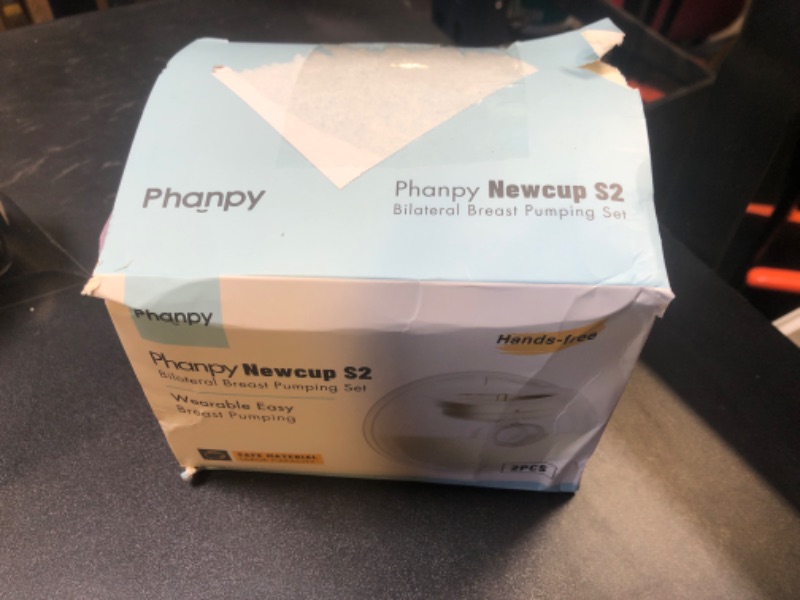 Phanpy
Phanpy Newcup S2
Bilateral Breast Pumping Set
Phanpy
Hands-free
Phanpy Newcup S2
Bilateral Breast Pumping Set
Wearable Easy
Breast Pumping
SAFE MATERIAL
2PCS